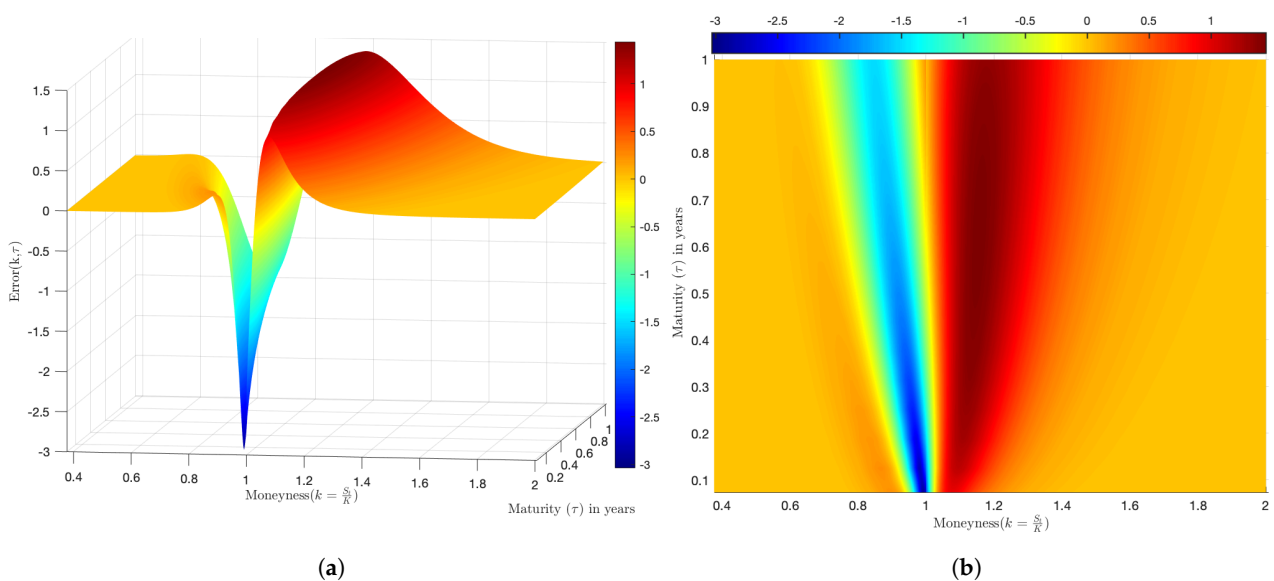 1.5
1
0.5
0
-0.5
-1
-1.5
-2
-2.5
-3
Error(k,τ)
0.4 0.6 0.8 1 1.2 1.4 1.6 1.8 2
Moneyness(k = S_t/K)
0.2 0.4 0.6 0.8 1
Maturity (τ) in years
1
0.5
0
-0.5
-1
-1.5
-2
-2.5
-3
(a)
-3 -2.5 -2 -1.5 -1 -0.5 0 0.5 1
1
0.9
0.8
0.7
0.6
0.5
0.4
0.3
0.2
0.1
Maturity (τ) in years
0.4 0.6 0.8 1 1.2 1.4 1.6 1.8 2
Moneyness(k = S_t/K)
(b)